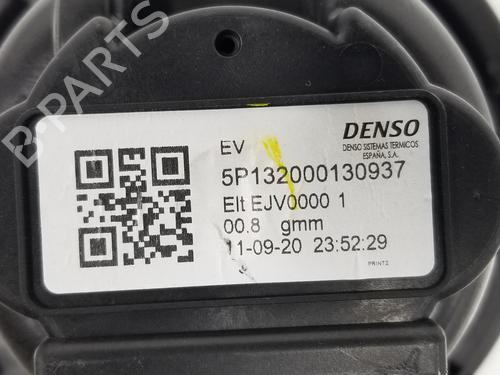 EV
DENSO
DENSO SISTEMAS TERMICOS
ESPAÑA, S.A.
5P132000130937
Elt EJV0000 1
00.8 gmm
11-09-20 23:52:29
PRINT2
B-PARTS